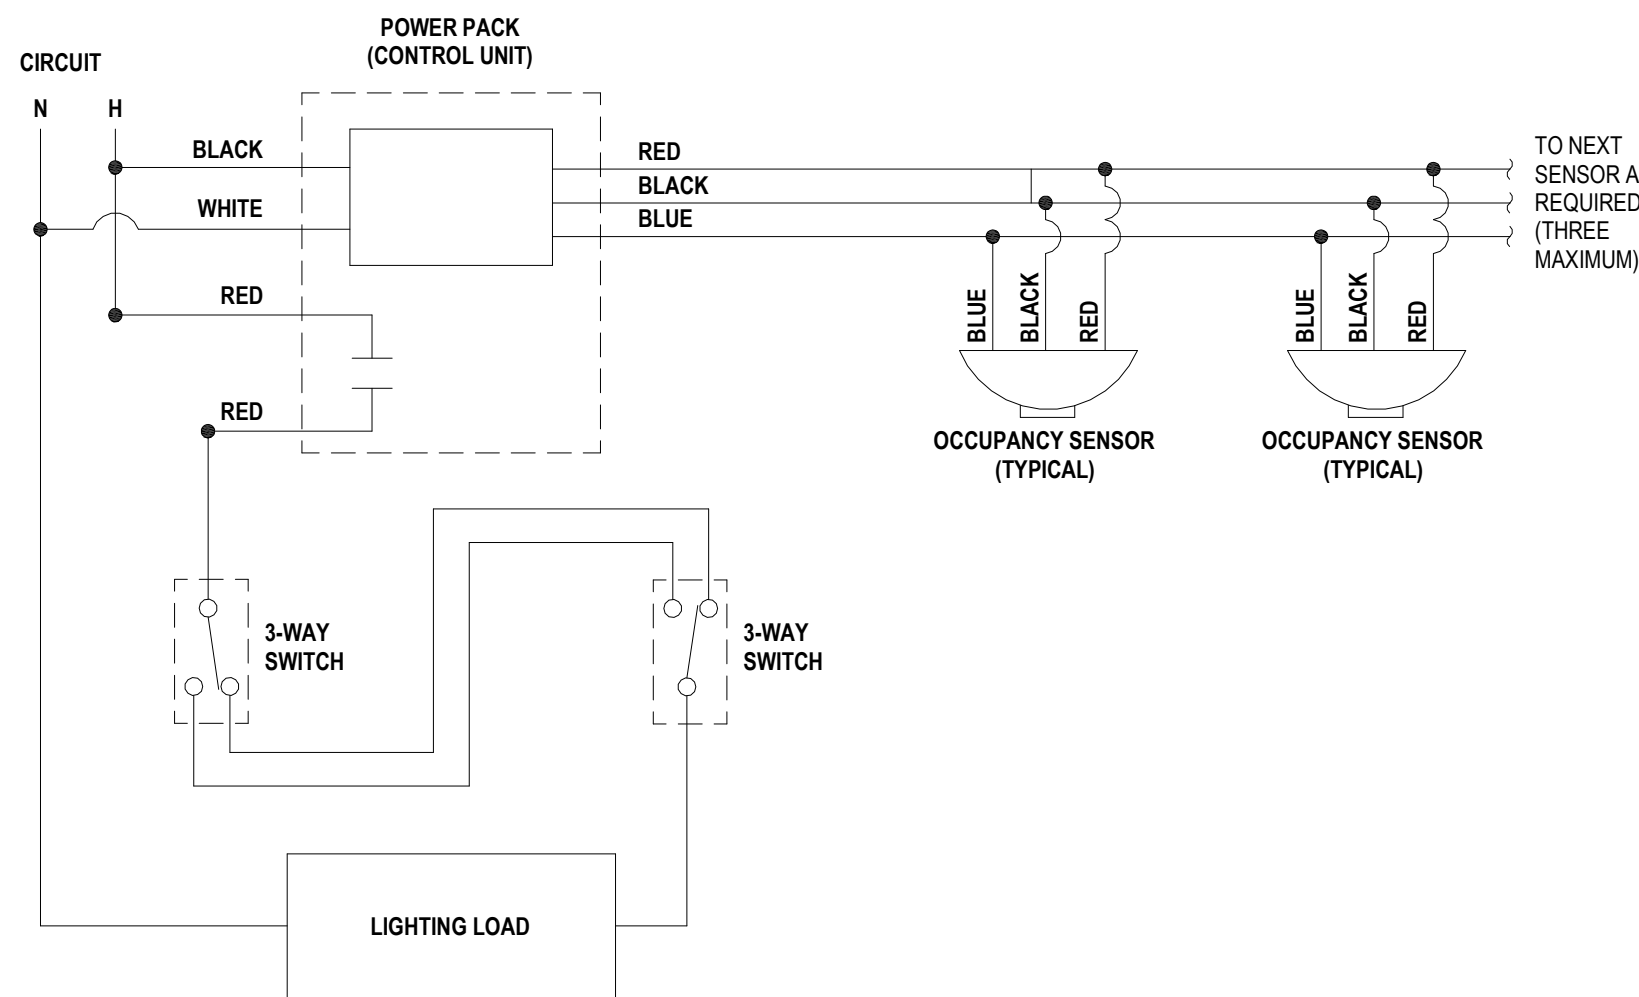 POWER PACK
(CONTROL UNIT)
CIRCUIT
N H
BLACK
WHITE
RED
RED
RED
BLACK
BLUE
TO NEXT
SENSOR A
REQUIRED
(THREE
MAXIMUM)
BLUE
BLACK
RED
BLUE
BLACK
RED
OCCUPANCY SENSOR
(TYPICAL)
OCCUPANCY SENSOR
(TYPICAL)
3-WAY
SWITCH
3-WAY
SWITCH
LIGHTING LOAD